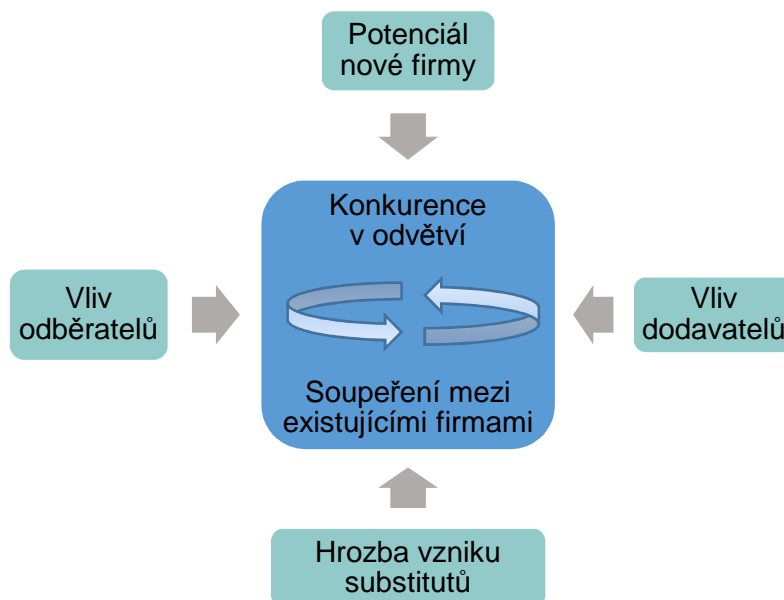 Potenciál
nové firmy
Konkurence
v odvětví
Vliv
odběratelů
Vliv
dodavatelů
Soupeření mezi
existujícími firmami
Hrozba vzniku
substitutů